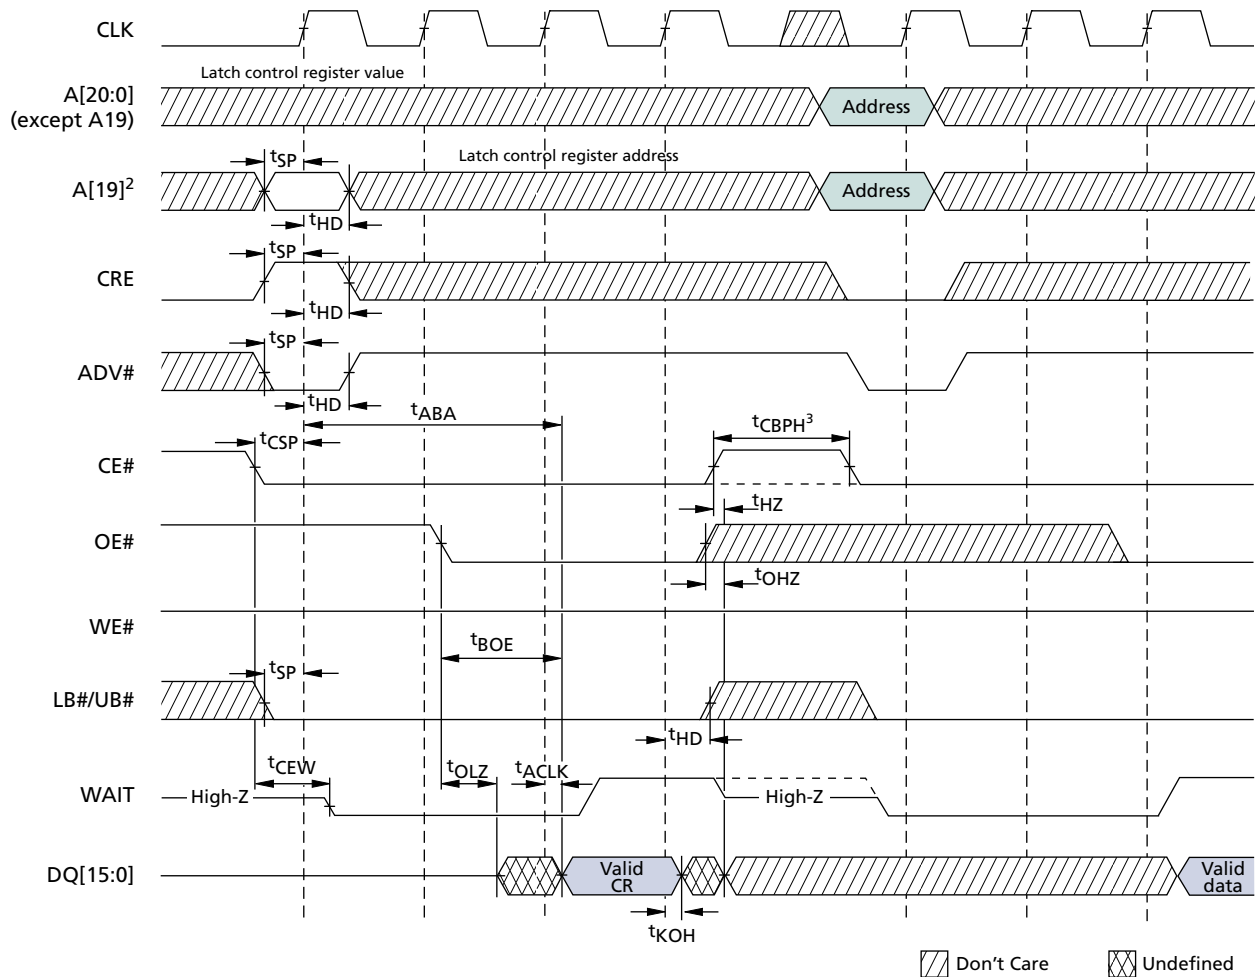 CLK
Latch control register value
A[20:0]
(except A19)
Address
tSP
Latch control register address
A[19]2
Address
tHD
tSP
CRE
tHD
tSP
ADV#
tHD
tABA
tCBPH3
tCSP
CE#
tHZ
OE#
tOHZ
WE#
tBOE
tSP
LB#/UB#
tHD
tCEW
tOLZ
tACLK
WAIT
High-Z
High-Z
DQ[15:0]
Valid
CR
Valid
data
tKOH
Don't Care
Undefined